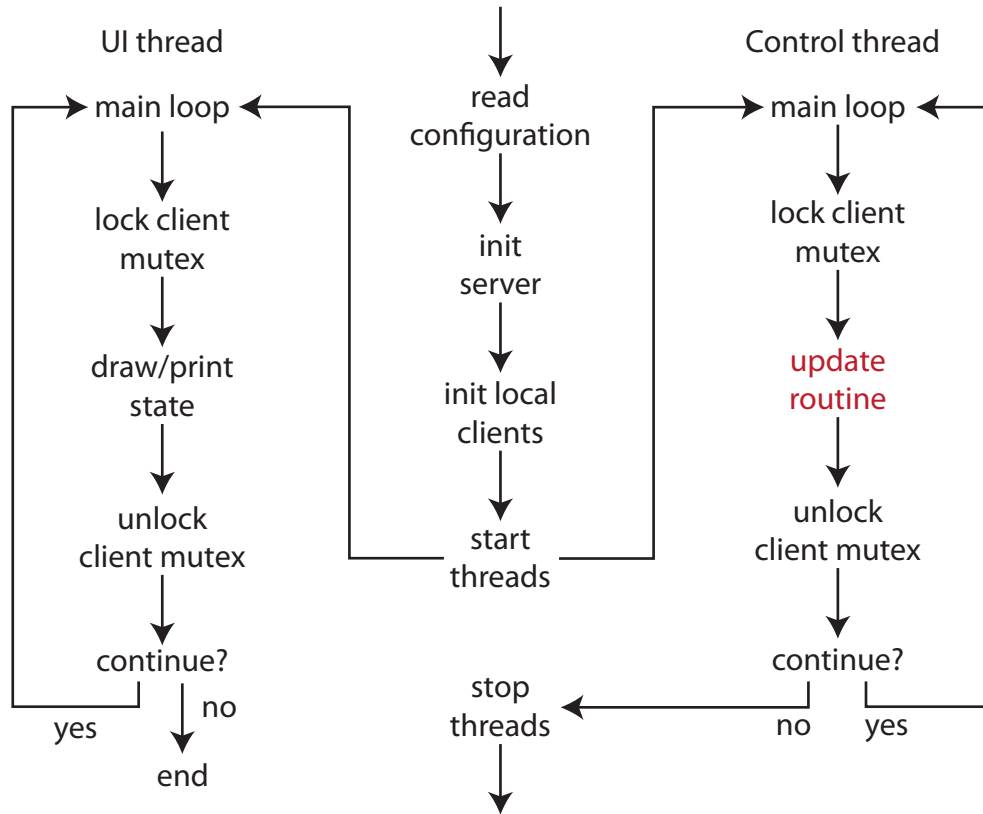 UI thread
main loop
lock client
mutex
draw/print
state
unlock
client mutex
continue?
yes
no
end
read
configuration
init
server
init local
clients
start
threads
stop
threads
Control thread
main loop
lock client
mutex
update
routine
unlock
client mutex
continue?
no
yes